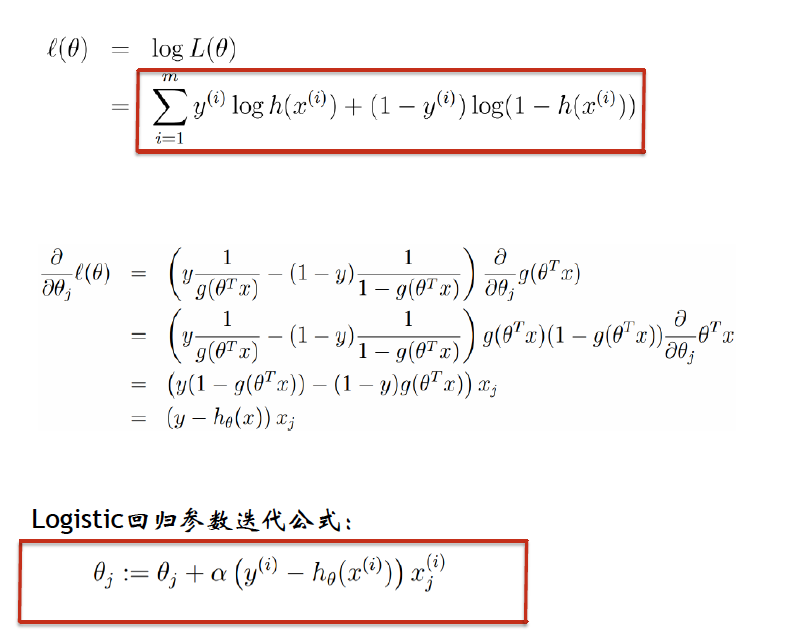 ℓ(θ) = log L(θ)
= ∑_{i=1}^{m} y^{(i)} log h(x^{(i)}) + (1 − y^{(i)}) log(1 − h(x^{(i)}))
∂/∂θ_j ℓ(θ) = ( y 1/g(θ^T x) − (1 − y) 1/(1 − g(θ^T x)) ) ∂/∂θ_j g(θ^T x)
= ( y 1/g(θ^T x) − (1 − y) 1/(1 − g(θ^T x)) ) g(θ^T x)(1 − g(θ^T x)) ∂/∂θ_j θ^T x
= (y(1 − g(θ^T x)) − (1 − y)g(θ^T x)) x_j
= (y − h_θ(x)) x_j
Logistic回归参数迭代公式：
θ_j := θ_j + α (y^{(i)} − h_θ(x^{(i)})) x_j^{(i)}